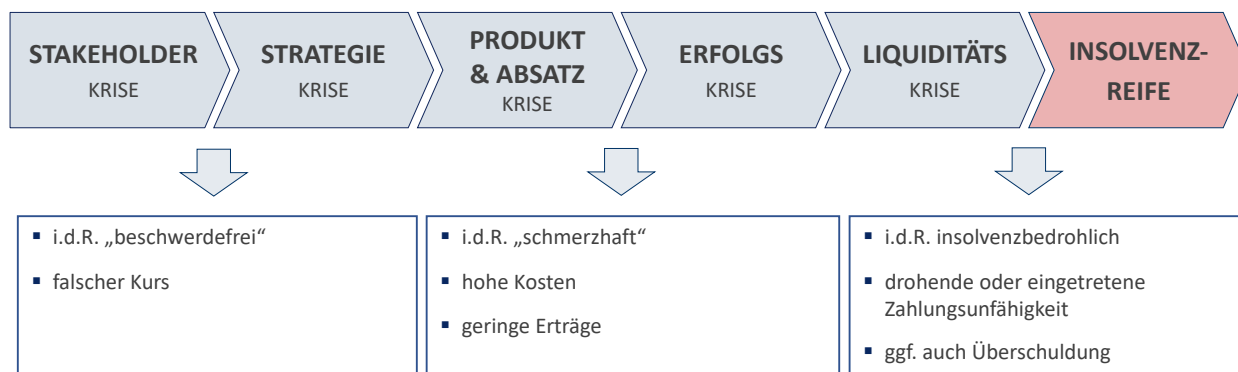 STAKEHOLDER
KRISE
STRATEGIE
KRISE
PRODUKT
& ABSATZ
KRISE
ERFOLGS
KRISE
LIQUIDITÄTS
KRISE
INSOLVENZ-
REIFE
▪ i.d.R. „beschwerdefrei“
▪ falscher Kurs
▪ i.d.R. „schmerzhaft“
▪ hohe Kosten
▪ geringe Erträge
▪ i.d.R. insolvenzbedrohlich
▪ drohende oder eingetretene
Zahlungsunfähigkeit
▪ ggf. auch Überschuldung